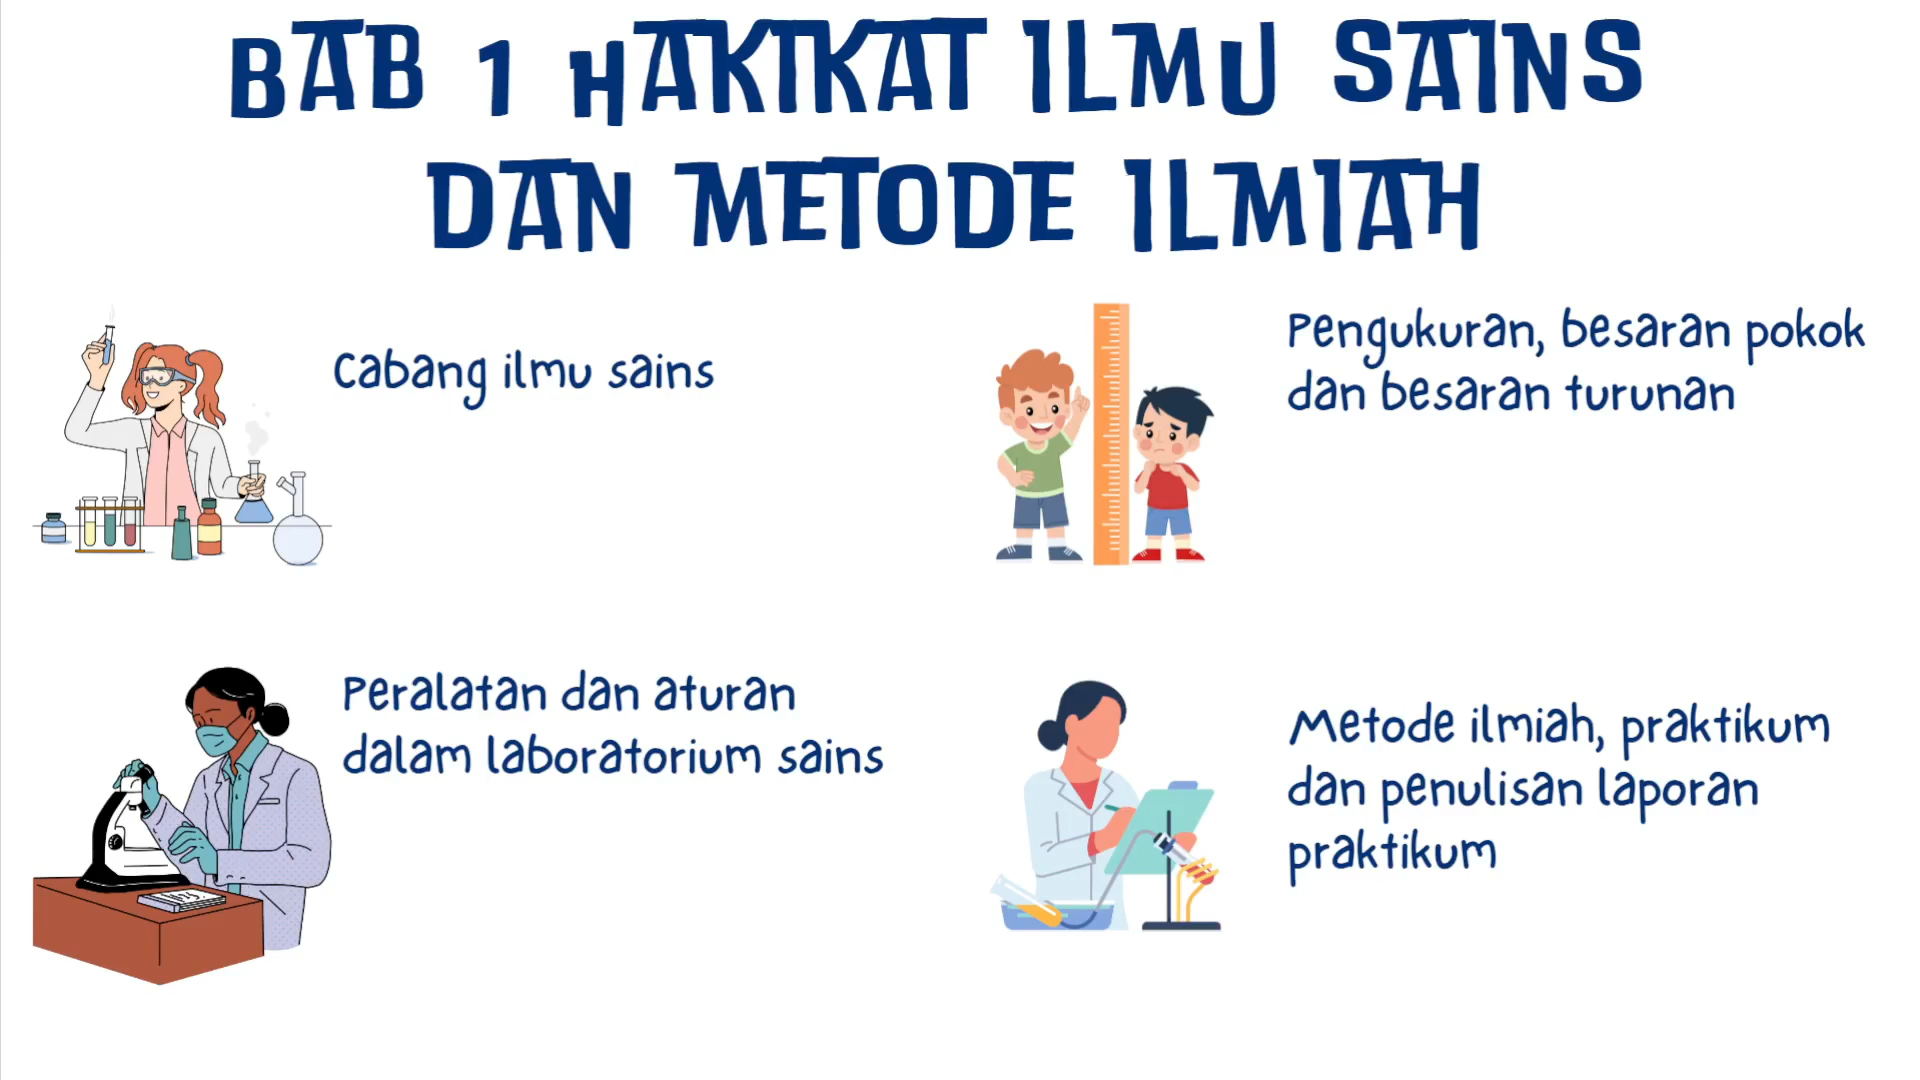 BAB 1 HAKIKAT ILMU SAINS
DAN METODE ILMIAH
Cabang ilmu sains
Pengukuran, besaran pokok
dan besaran turunan
Peralatan dan aturan
dalam laboratorium sains
Metode ilmiah, praktikum
dan penulisan laporan
praktikum